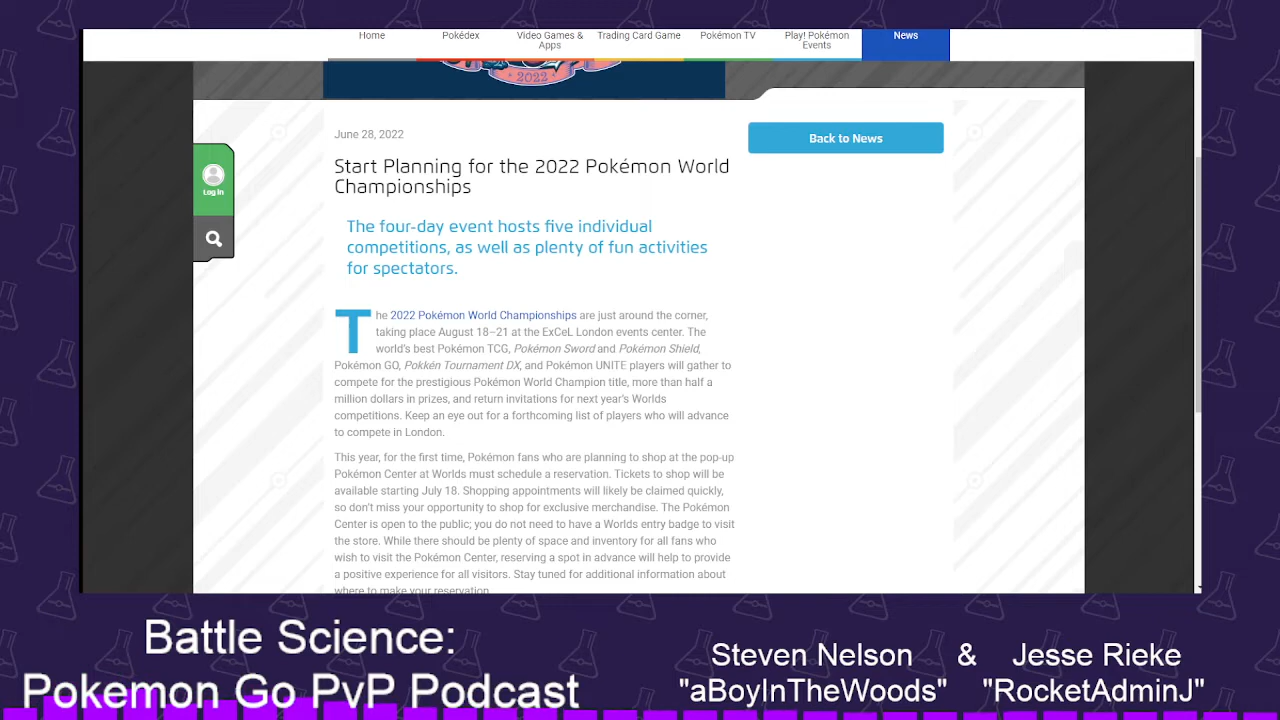 Home
Pokédex
Video Games &
Apps
Trading Card Game
Pokémon TV
Play! Pokémon
Events
News
2022
June 28, 2022
Back to News
Start Planning for the 2022 Pokémon World
Championships
Log in
The four-day event hosts five individual
competitions, as well as plenty of fun activities
for spectators.
The 2022 Pokémon World Championships are just around the corner,
taking place August 18–21 at the ExCeL London events center. The
world's best Pokémon TCG, Pokémon Sword and Pokémon Shield,
Pokémon GO, Pokkén Tournament DX, and Pokémon UNITE players will gather to
compete for the prestigious Pokémon World Champion title, more than half a
million dollars in prizes, and return invitations for next year's Worlds
competitions. Keep an eye out for a forthcoming list of players who will advance
to compete in London.
This year, for the first time, Pokémon fans who are planning to shop at the pop-up
Pokémon Center at Worlds must schedule a reservation. Tickets to shop will be
available starting July 18. Shopping appointments will likely be claimed quickly,
so don't miss your opportunity to shop for exclusive merchandise. The Pokémon
Center is open to the public; you do not need to have a Worlds entry badge to visit
the store. While there should be plenty of space and inventory for all fans who
wish to visit the Pokémon Center, reserving a spot in advance will help to provide
a positive experience for all visitors. Stay tuned for additional information about
where to make your reservation.
Battle Science:
Pokemon Go PvP Podcast
Steven Nelson & Jesse Rieke
"aBoyInTheWoods" "RocketAdminJ"